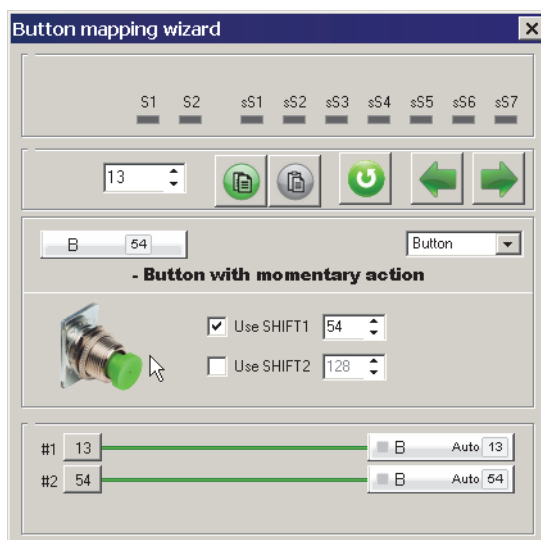 Button mapping wizard
S1 S2 sS1 sS2 sS3 sS4 sS5 sS6 sS7
13
B 54 Button
- Button with momentary action
Use SHIFT1 54
Use SHIFT2 128
#1 13 B Auto 13
#2 54 B Auto 54